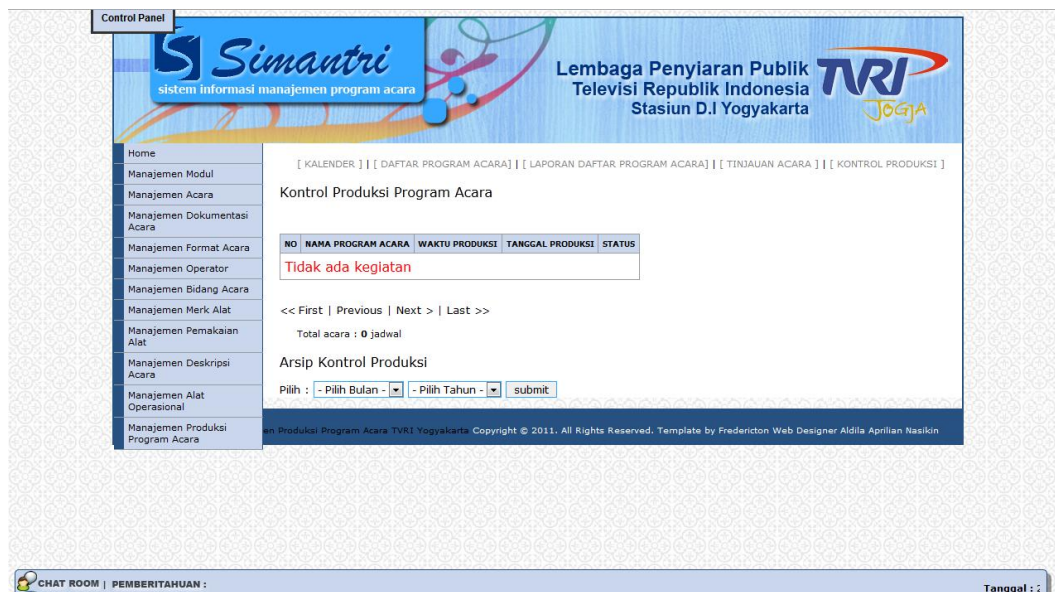 Control Panel
S Simantri
sistem informasi manajemen program acara
Lembaga Penyiaran Publik
Televisi Republik Indonesia
Stasiun D.I Yogyakarta
TVRI
JOGJA
Home
Manajemen Modul
Manajemen Acara
Manajemen Dokumentasi
Acara
Manajemen Format Acara
Manajemen Operator
Manajemen Bidang Acara
Manajemen Merk Alat
Manajemen Pemakaian
Alat
Manajemen Deskripsi
Acara
Manajemen Alat
Operasional
Manajemen Produksi
Program Acara
[ KALENDER ] | [ DAFTAR PROGRAM ACARA] | [ LAPORAN DAFTAR PROGRAM ACARA] | [ TINJAUAN ACARA ] | [ KONTROL PRODUKSI ]
Kontrol Produksi Program Acara
NO NAMA PROGRAM ACARA WAKTU PRODUKSI TANGGAL PRODUKSI STATUS
Tidak ada kegiatan
<< First | Previous | Next > | Last >>
Total acara : 0 jadwal
Arsip Kontrol Produksi
Pilih : - Pilih Bulan - - Pilih Tahun - submit
en Produksi Program Acara TVRI Yogyakarta Copyright © 2011. All Rights Reserved. Template by Fredericton Web Designer Aldila Aprilian Nasikin
CHAT ROOM | PEMBERITAHUAN :
Tanggal :